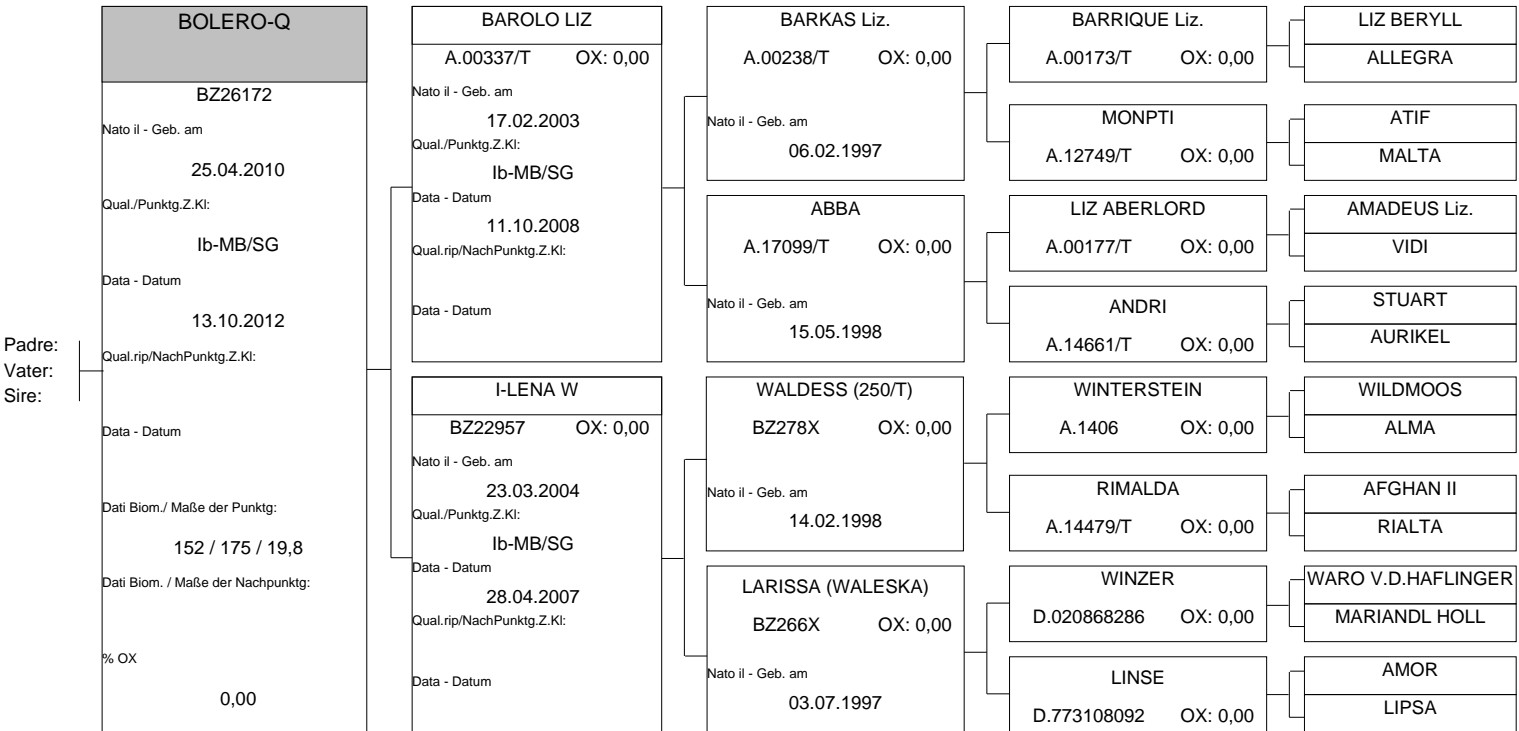 Padre:
Vater:
Sire:
BOLERO-Q
BZ26172
Nato il - Geb. am
25.04.2010
Qual./Punktg.Z.Kl:
Ib-MB/SG
Data - Datum
13.10.2012
Qual.rip/NachPunktg.Z.Kl:
Data - Datum
Dati Biom./ Maße der Punktg:
152 / 175 / 19,8
Dati Biom. / Maße der Nachpunktg:
% OX
0,00
BAROLO LIZ
A.00337/T OX: 0,00
Nato il - Geb. am
17.02.2003
Qual./Punktg.Z.Kl:
Ib-MB/SG
Data - Datum
11.10.2008
Qual.rip/NachPunktg.Z.Kl:
Data - Datum
I-LENA W
BZ22957 OX: 0,00
Nato il - Geb. am
23.03.2004
Qual./Punktg.Z.Kl:
Ib-MB/SG
Data - Datum
28.04.2007
Qual.rip/NachPunktg.Z.Kl:
Data - Datum
BARKAS Liz.
A.00238/T OX: 0,00
Nato il - Geb. am
06.02.1997
ABBA
A.17099/T OX: 0,00
Nato il - Geb. am
15.05.1998
WALDESS (250/T)
BZ278X OX: 0,00
Nato il - Geb. am
14.02.1998
LARISSA (WALESKA)
BZ266X OX: 0,00
Nato il - Geb. am
03.07.1997
BARRIQUE Liz.
A.00173/T OX: 0,00
MONPTI
A.12749/T OX: 0,00
LIZ ABERLORD
A.00177/T OX: 0,00
ANDRI
A.14661/T OX: 0,00
WINTERSTEIN
A.1406 OX: 0,00
RIMALDA
A.14479/T OX: 0,00
WINZER
D.020868286 OX: 0,00
LINSE
D.773108092 OX: 0,00
LIZ BERYLL
ALLEGRA
ATIF
MALTA
AMADEUS Liz.
VIDI
STUART
AURIKEL
WILDMOOS
ALMA
AFGHAN II
RIALTA
WARO V.D.HAFLINGER
MARIANDL HOLL
AMOR
LIPSA